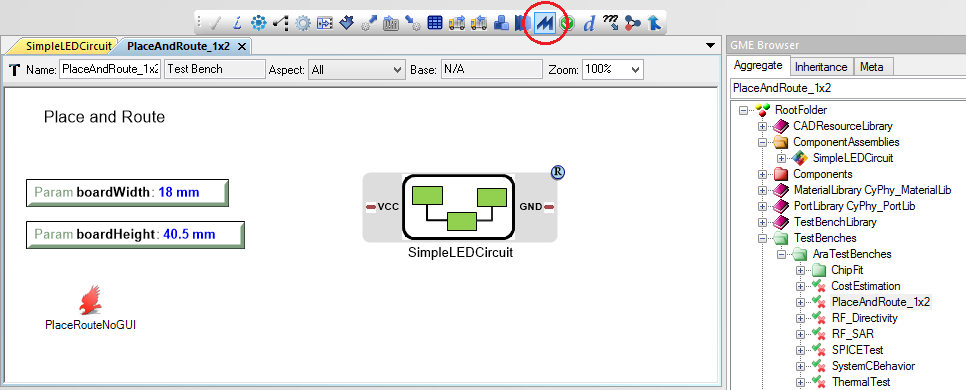 SimpleLEDCircuit PlaceAndRoute_1x2
Name: PlaceAndRoute_1x2 Test Bench Aspect: All Base: N/A Zoom: 100%
Place and Route
Param boardWidth: 18 mm
Param boardHeight: 40.5 mm
VCC GND
R
SimpleLEDCircuit
PlaceRouteNoGUI
GME Browser
Aggregate Inheritance Meta
PlaceAndRoute_1x2
RootFolder
CADResourceLibrary
ComponentAssemblies
SimpleLEDCircuit
Components
MaterialLibrary CyPhy_MaterialLib
PortLibrary CyPhy_PortLib
TestBenchLibrary
TestBenches
AraTestBenches
ChipFit
CostEstimation
PlaceAndRoute_1x2
RF_Directivity
RF_SAR
SPICETest
SystemCBehavior
ThermalTest